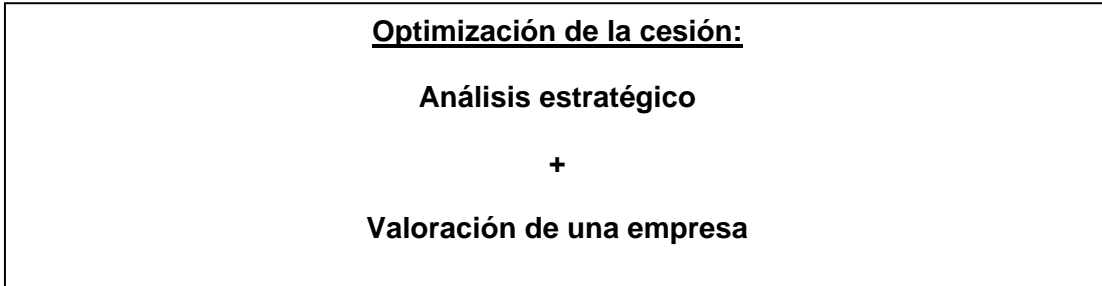 Optimización de la cesión:
Análisis estratégico
+
Valoración de una empresa